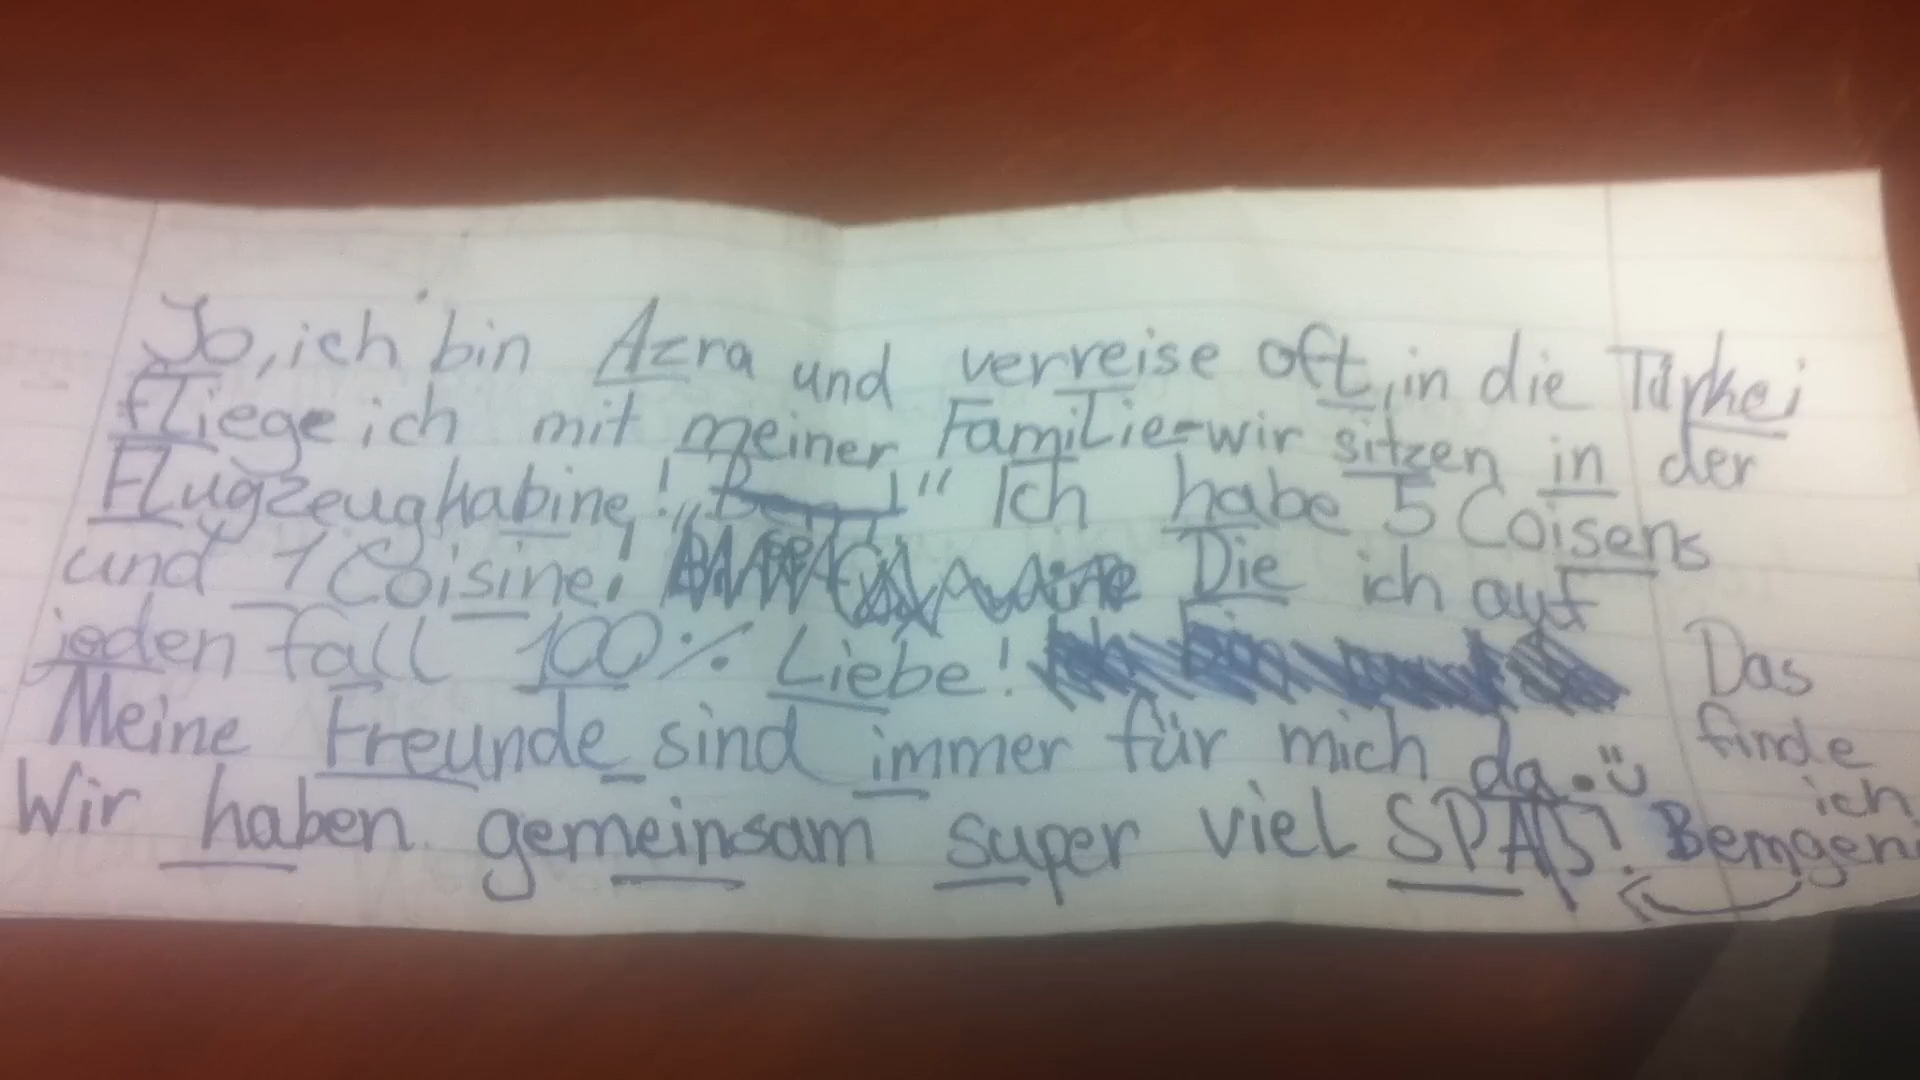 Jo, ich bin Azra und verreise oft, in die Türkei
fliege ich mit meiner Familie-wir sitzen in der
Flugzeughabine! „ “ Ich habe 5 Coisens
und 1 Coisine! Die ich auf
jeden fall 100% Liebe!
Meine Freunde sind immer für mich da. ü
Wir haben gemeinsam super viel SPAß!
Das
finde
ich